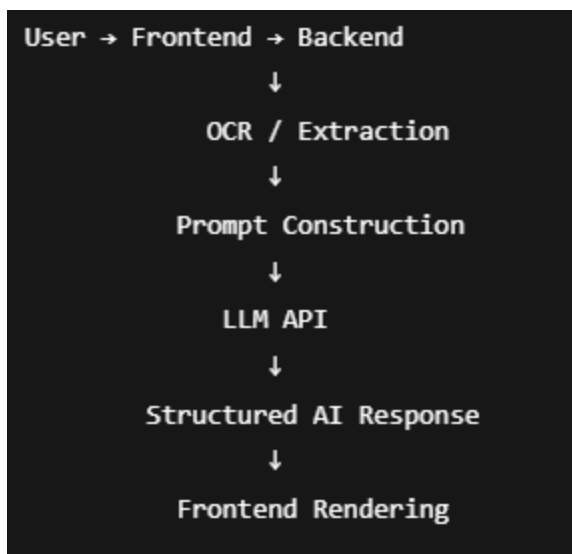 User → Frontend → Backend
↓
OCR / Extraction
↓
Prompt Construction
↓
LLM API
↓
Structured AI Response
↓
Frontend Rendering